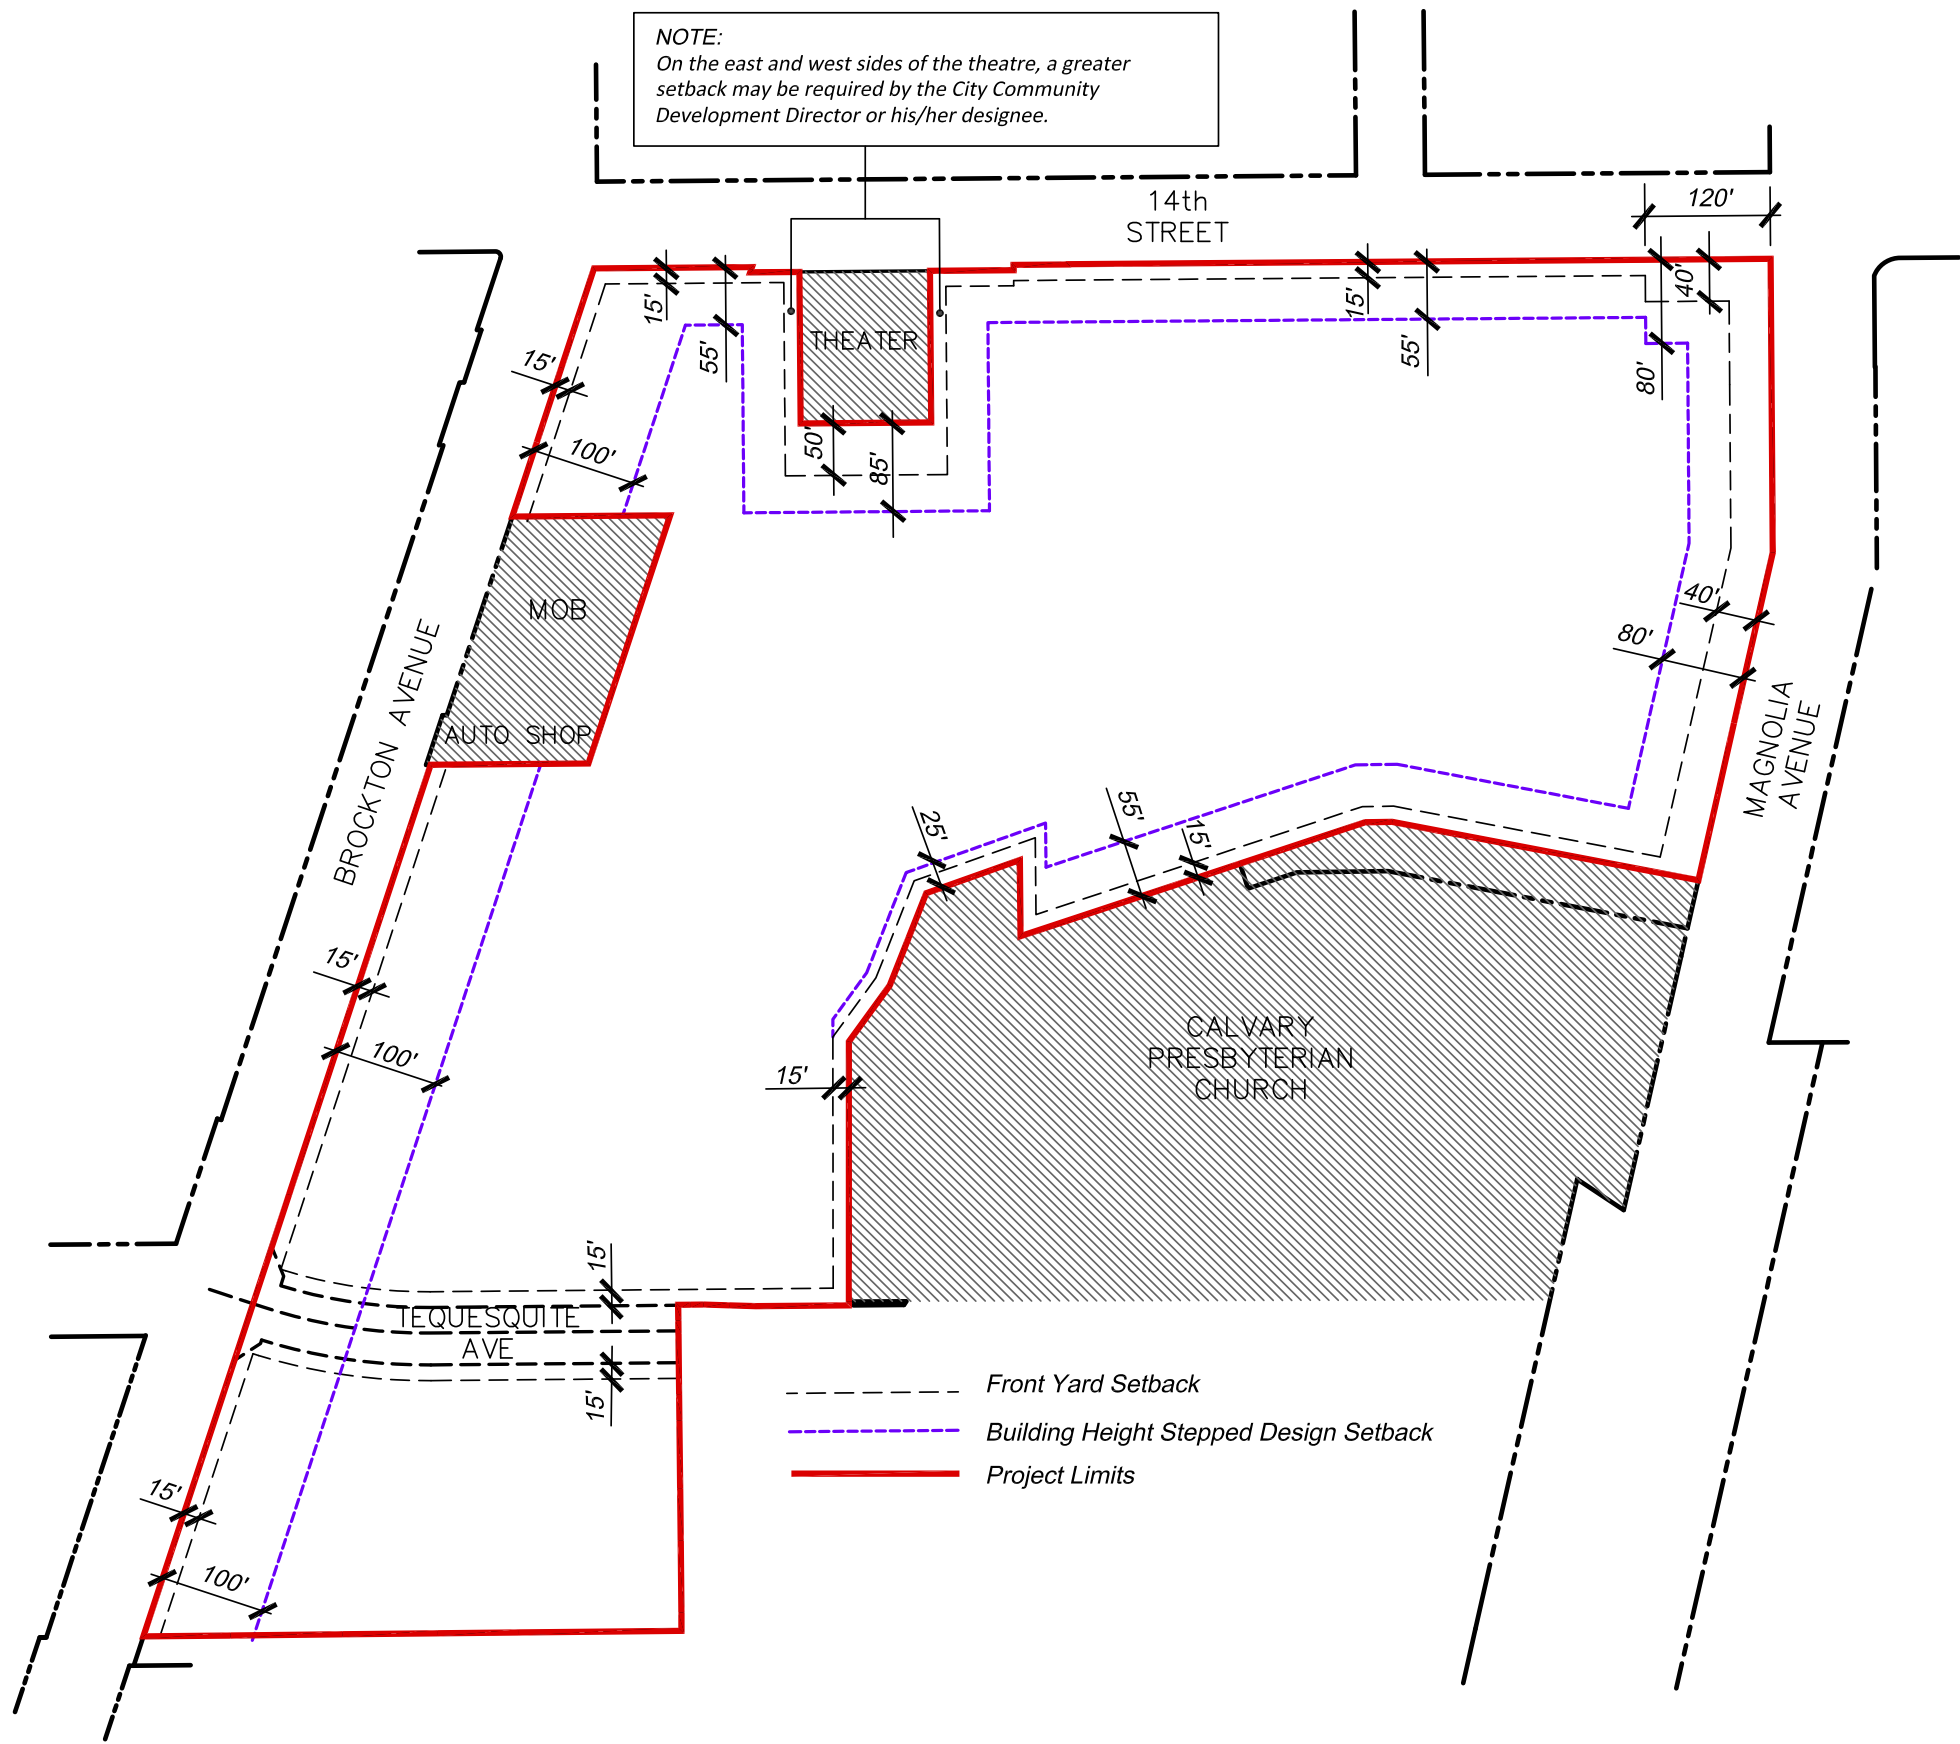 NOTE:
On the east and west sides of the theatre, a greater
setback may be required by the City Community
Development Director or his/her designee.
14th
STREET
120'
15'
55'
15'
55'
40'
80'
THEATER
50'
85'
15'
100'
MOB
AUTO SHOP
BROCKTON AVENUE
40'
80'
MAGNOLIA
AVENUE
25'
55'
15'
15'
100'
CALVARY
PRESBYTERIAN
CHURCH
15'
15'
TEQUESQUITE
AVE
15'
15'
100'
Front Yard Setback
Building Height Stepped Design Setback
Project Limits